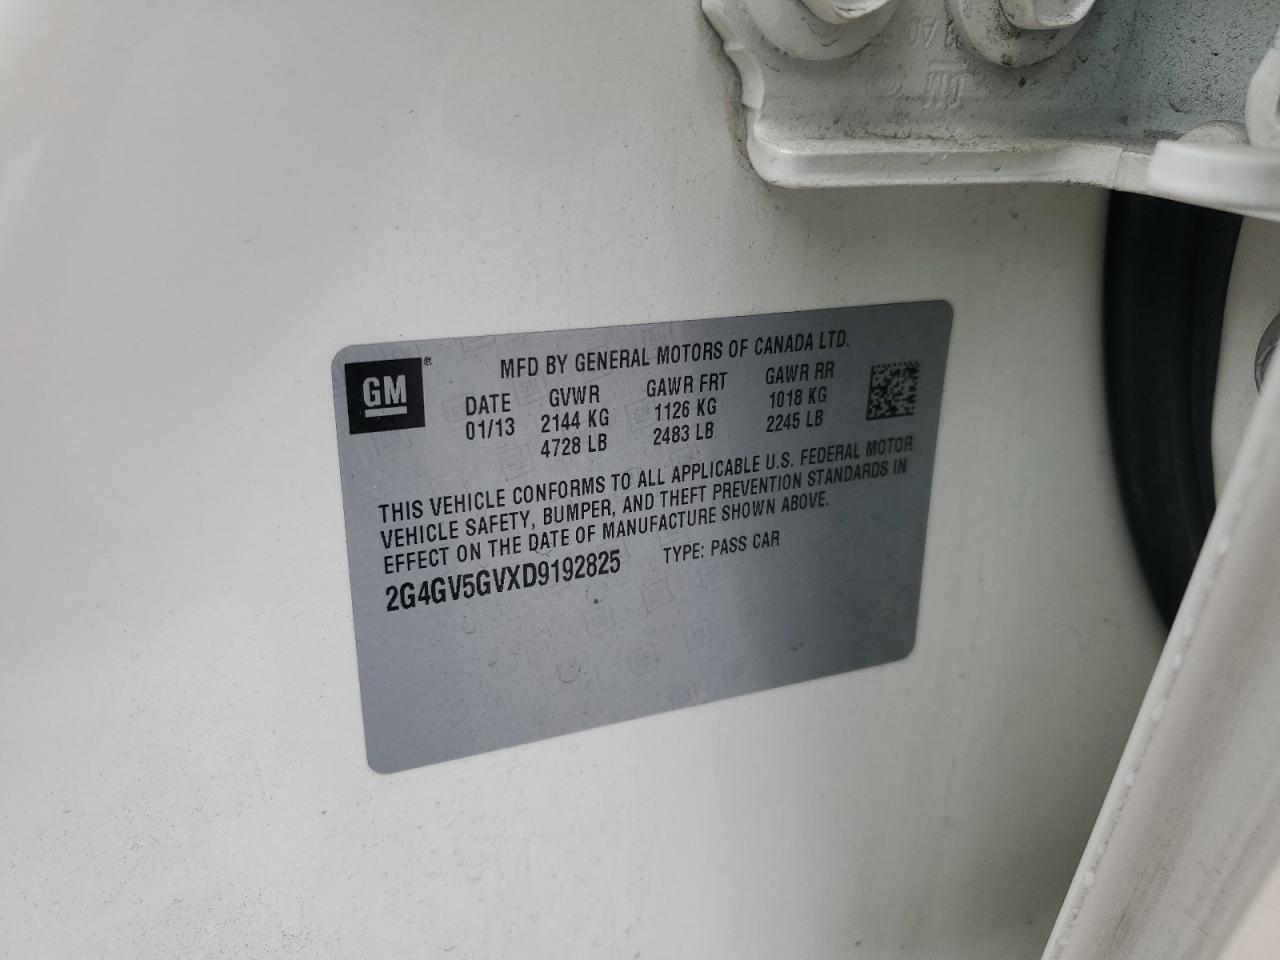 GM ®
MFD BY GENERAL MOTORS OF CANADA LTD.
DATE GVWR GAWR FRT GAWR RR
01/13 2144 KG 1126 KG 1018 KG
4728 LB 2483 LB 2245 LB
THIS VEHICLE CONFORMS TO ALL APPLICABLE U.S. FEDERAL MOTOR
VEHICLE SAFETY, BUMPER, AND THEFT PREVENTION STANDARDS IN
EFFECT ON THE DATE OF MANUFACTURE SHOWN ABOVE.
2G4GV5GVXD9192825 TYPE: PASS CAR